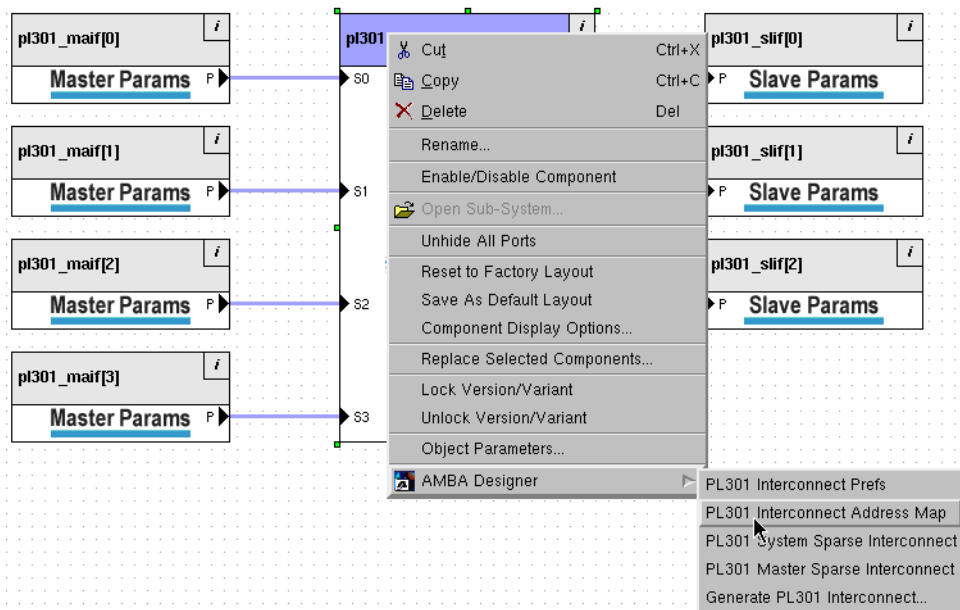 pl301_maif[0]
i
Master Params
P
pl301_maif[1]
i
Master Params
P
pl301_maif[2]
i
Master Params
P
pl301_maif[3]
i
Master Params
P
pl301
i
S0
S1
S2
S3
Cut Ctrl+X
Copy Ctrl+C
Delete Del
Rename...
Enable/Disable Component
Open Sub-System...
Unhide All Ports
Reset to Factory Layout
Save As Default Layout
Component Display Options...
Replace Selected Components...
Lock Version/Variant
Unlock Version/Variant
Object Parameters...
AMBA Designer
PL301 Interconnect Prefs
PL301 Interconnect Address Map
PL301 System Sparse Interconnect
PL301 Master Sparse Interconnect
Generate PL301 Interconnect...
pl301_slif[0]
i
P
Slave Params
pl301_slif[1]
i
P
Slave Params
pl301_slif[2]
i
P
Slave Params